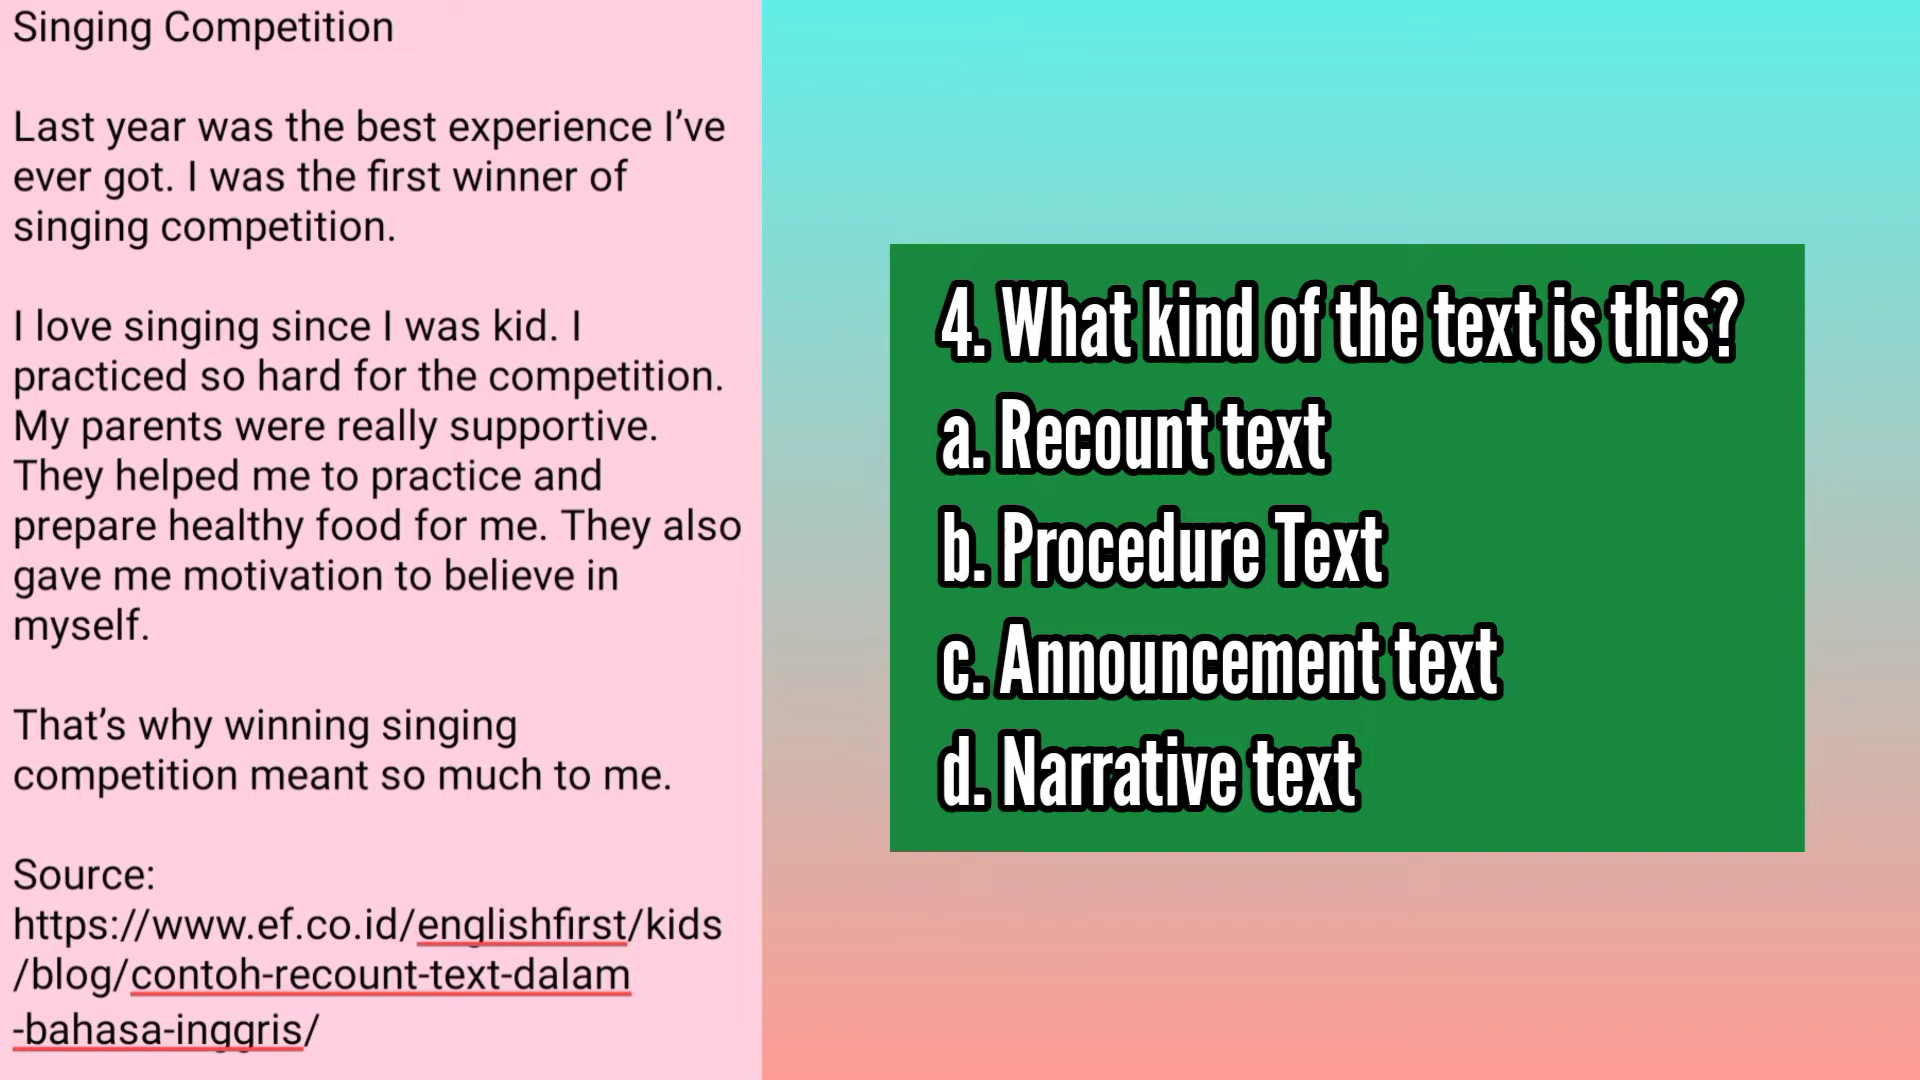 Singing Competition
Last year was the best experience I’ve
ever got. I was the first winner of
singing competition.
I love singing since I was kid. I
practiced so hard for the competition.
My parents were really supportive.
They helped me to practice and
prepare healthy food for me. They also
gave me motivation to believe in
myself.
That’s why winning singing
competition meant so much to me.
Source:
https://www.ef.co.id/englishfirst/kids
/blog/contoh-recount-text-dalam
-bahasa-inggris/
4. What kind of the text is this?
a. Recount text
b. Procedure Text
c. Announcement text
d. Narrative text